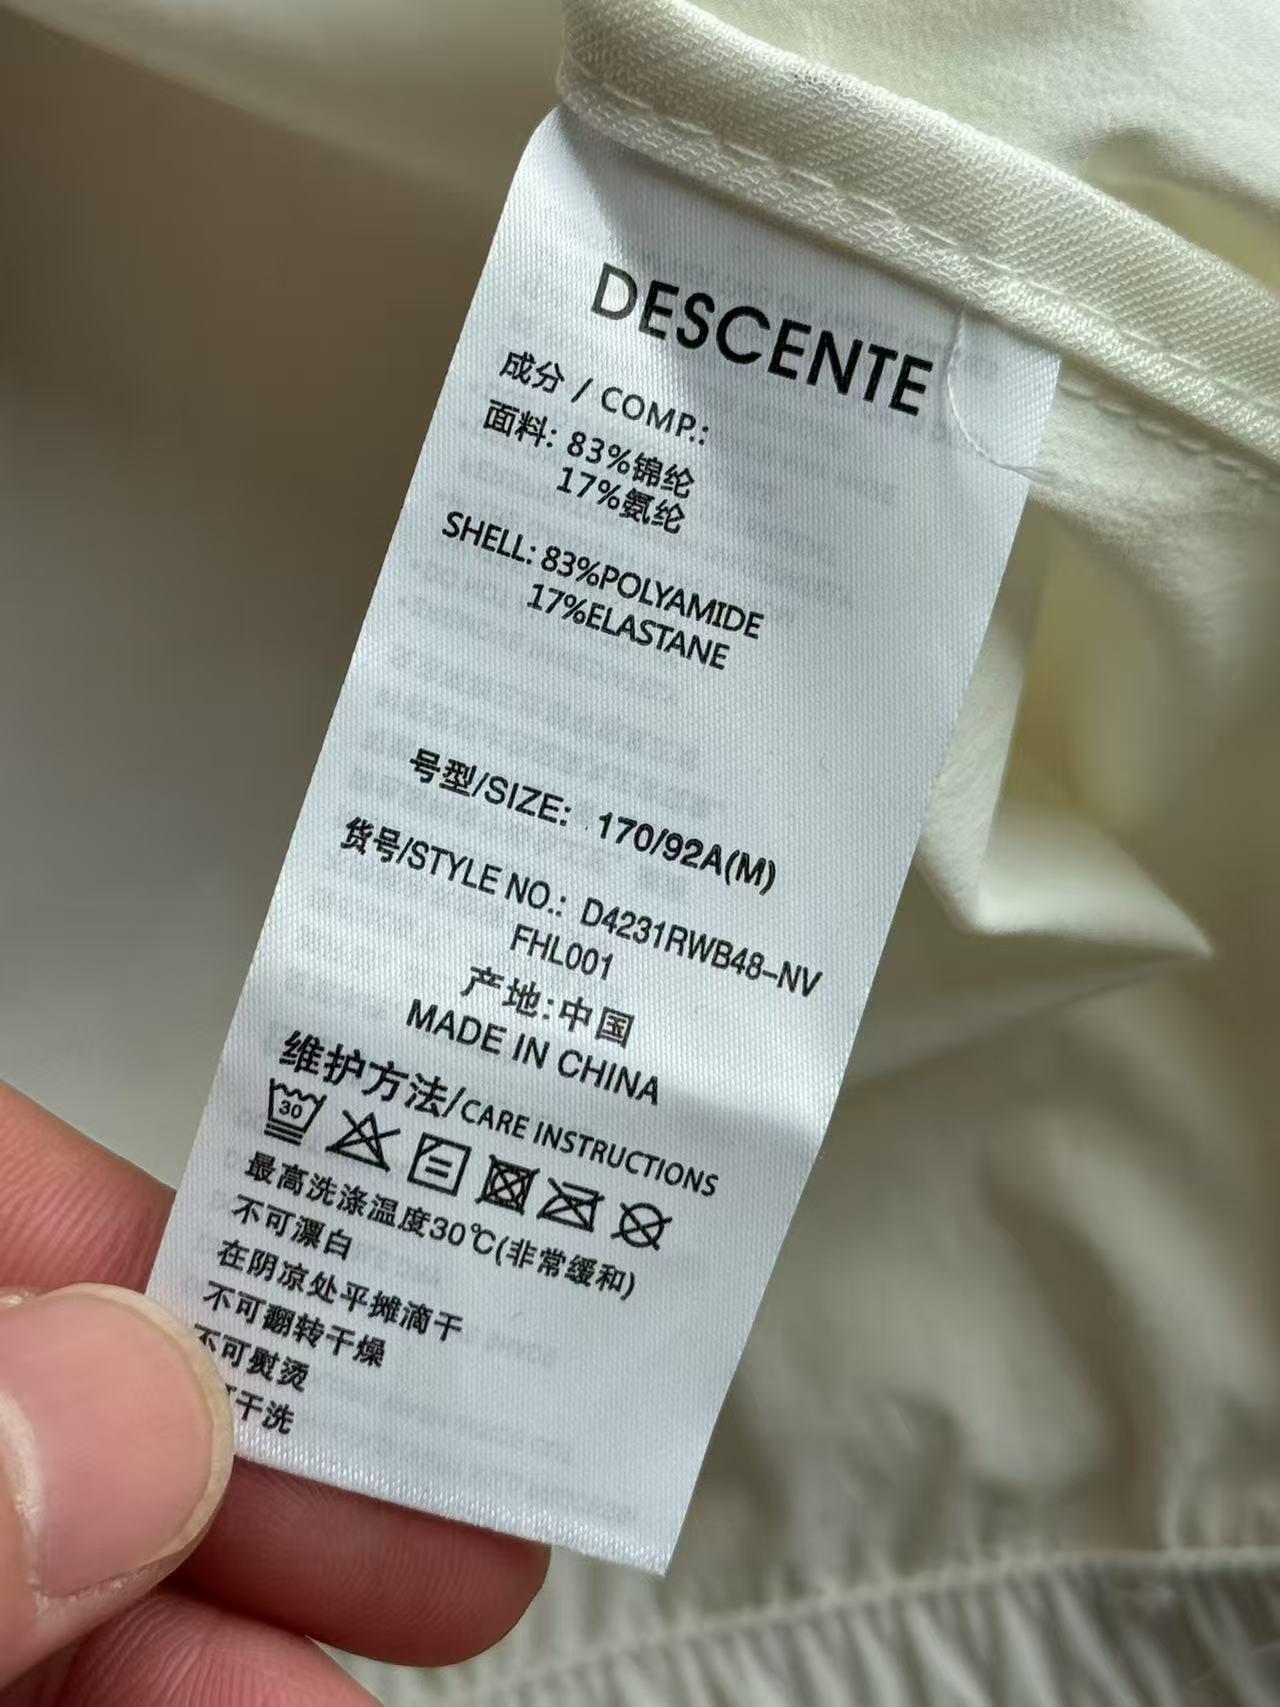 DESCENTE
成分 / COMP.:
面料: 83%锦纶
17%氨纶
SHELL: 83%POLYAMIDE
17%ELASTANE
号型/SIZE: 170/92A(M)
货号/STYLE NO.: D4231RWB48-NV
FHL001
产地:中国
MADE IN CHINA
维护方法/CARE INSTRUCTIONS
30
最高洗涤温度30℃(非常缓和)
不可漂白
在阴凉处平摊滴干
不可翻转干燥
不可熨烫
干洗